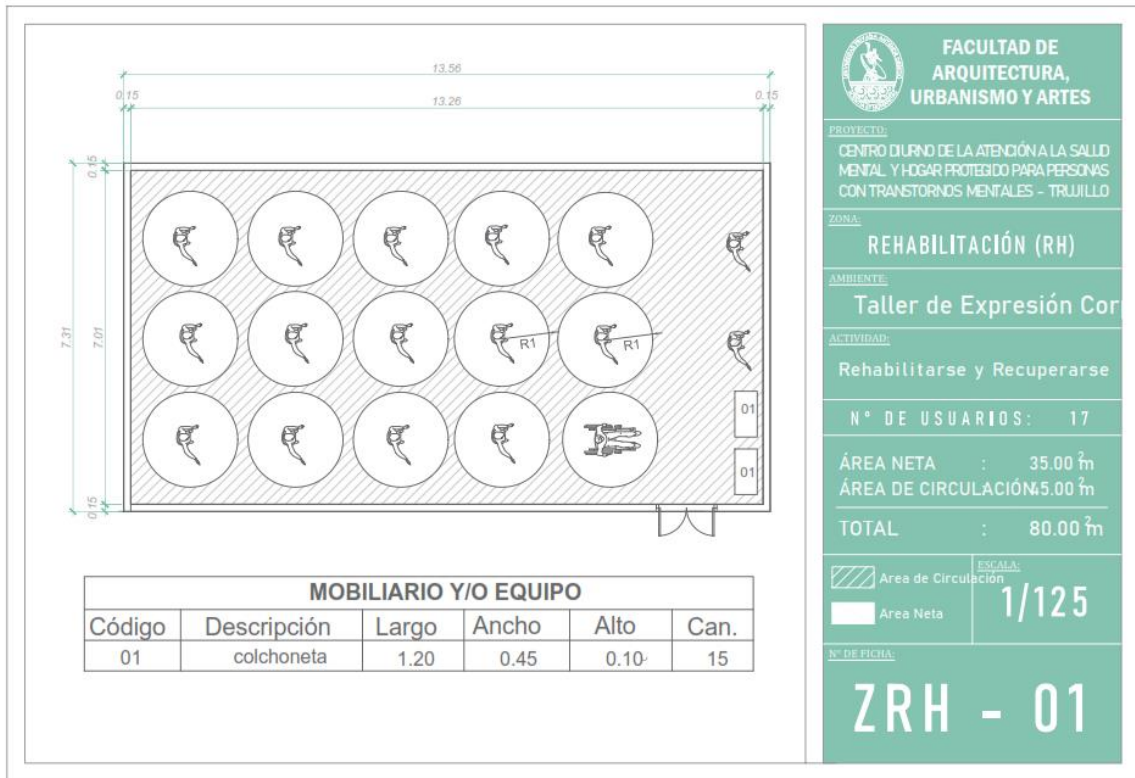 13.56
0.15
13.26
0.15
0.15
7.31
7.01
0.15
R1
R1
01
01
MOBILIARIO Y/O EQUIPO
Código Descripción Largo Ancho Alto Can.
01 colchoneta 1.20 0.45 0.10 15
FACULTAD DE
ARQUITECTURA,
URBANISMO Y ARTES
PROYECTO:
CENTRO DIURNO DE LA ATENCIÓN A LA SALUD
MENTAL Y HOGAR PROTEGIDO PARA PERSONAS
CON TRANSTORNOS MENTALES - TRUJILLO
ZONA:
REHABILITACIÓN (RH)
AMBIENTE:
Taller de Expresión Cor
ACTIVIDAD:
Rehabilitarse y Recuperarse
N° DE USUARIOS: 17
ÁREA NETA : 35.00 m²
ÁREA DE CIRCULACIÓN: 45.00 m²
TOTAL : 80.00 m²
Area de Circulación
Area Neta
ESCALA:
1/125
N° DE FICHA:
ZRH - 01